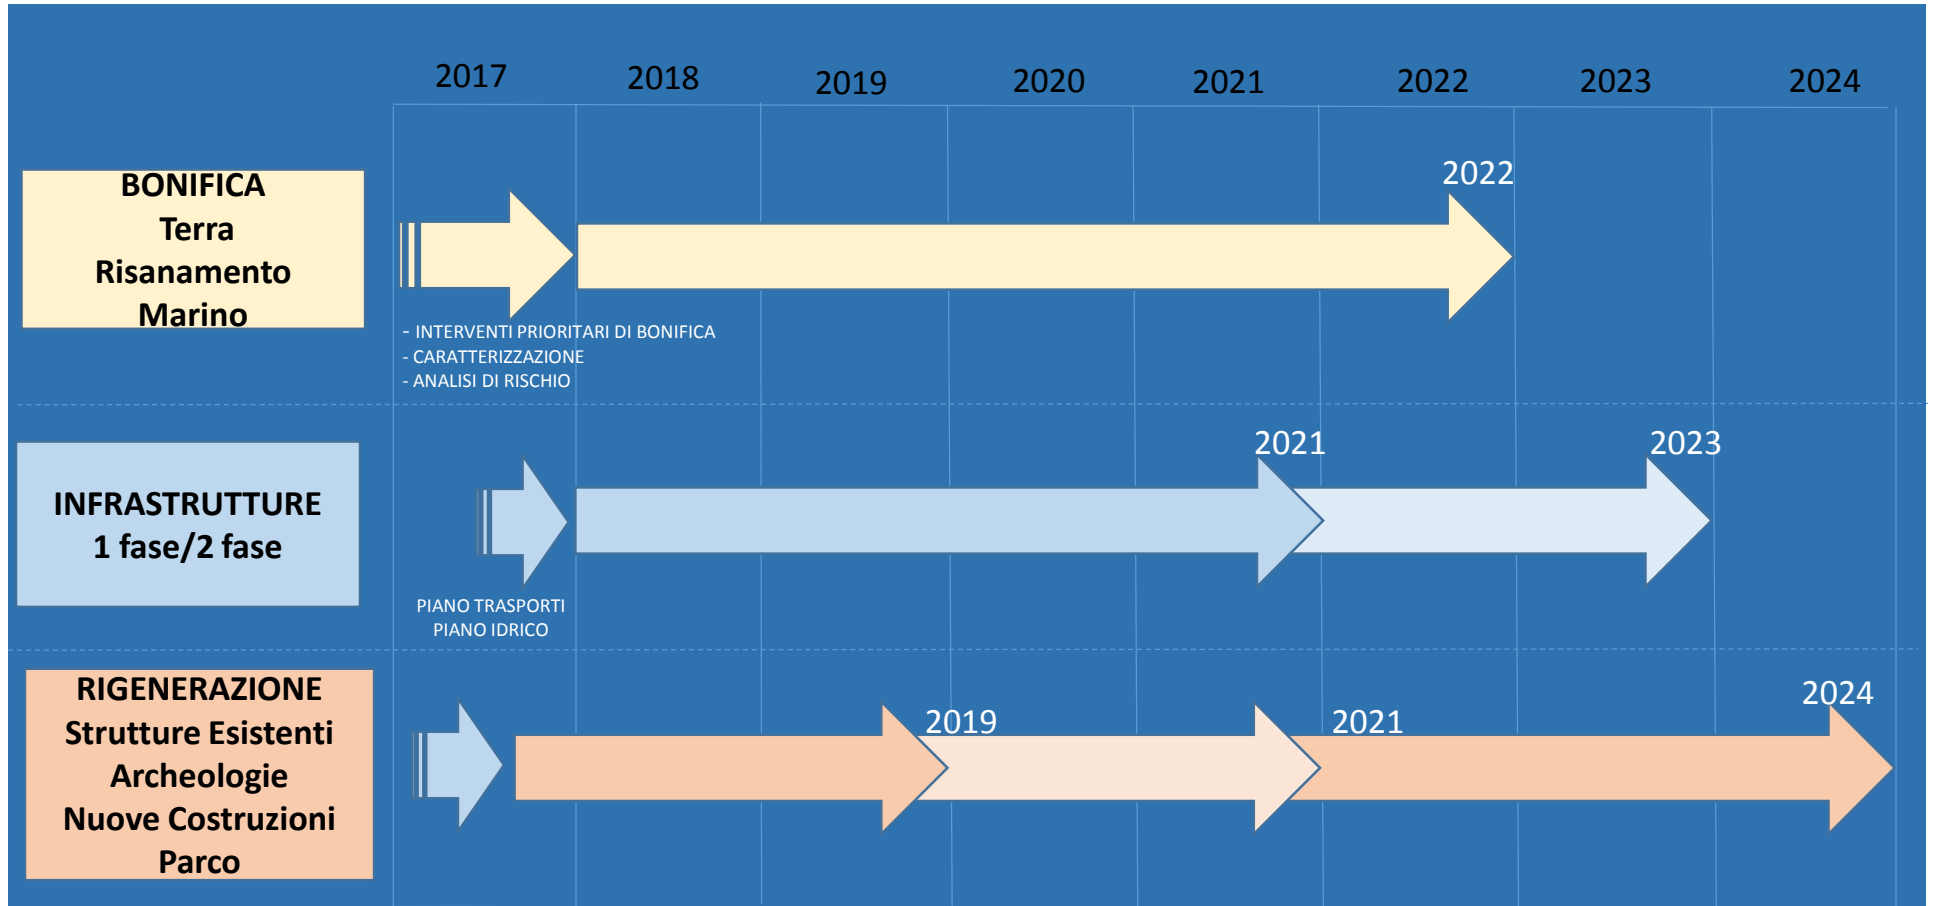 2017 2018 2019 2020 2021 2022 2023 2024
BONIFICA
Terra
Risanamento
Marino
2022
- INTERVENTI PRIORITARI DI BONIFICA
- CARATTERIZZAZIONE
- ANALISI DI RISCHIO
INFRASTRUTTURE
1 fase/2 fase
2021 2023
PIANO TRASPORTI
PIANO IDRICO
RIGENERAZIONE
Strutture Esistenti
Archeologie
Nuove Costruzioni
Parco
2019 2021 2024